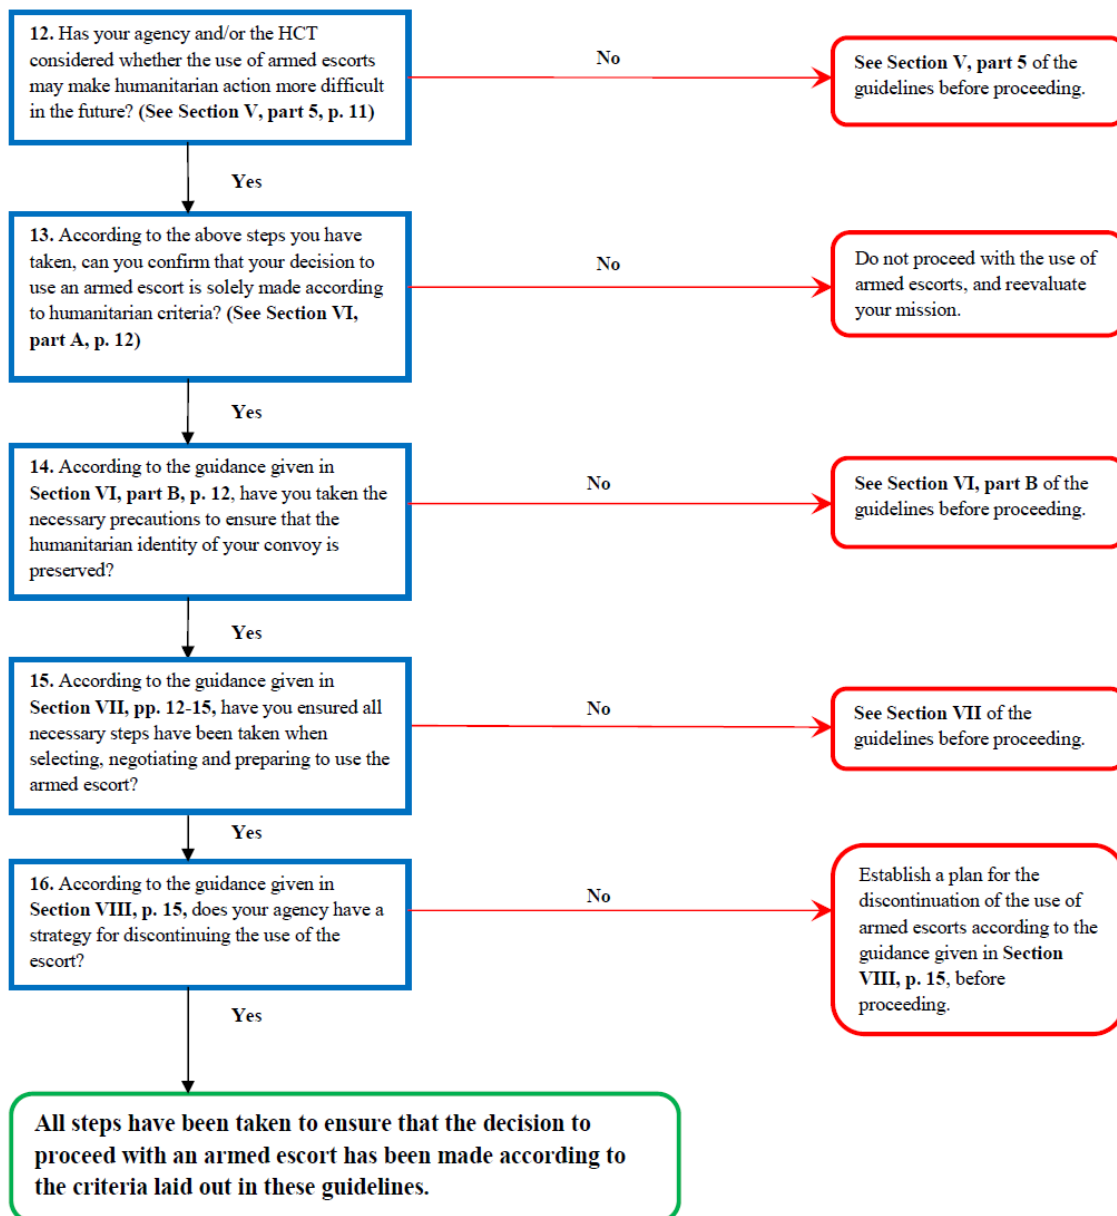 12. Has your agency and/or the HCT
considered whether the use of armed escorts
may make humanitarian action more difficult
in the future? (See Section V, part 5, p. 11)
No
See Section V, part 5 of the
guidelines before proceeding.
Yes
13. According to the above steps you have
taken, can you confirm that your decision to
use an armed escort is solely made according
to humanitarian criteria? (See Section VI,
part A, p. 12)
No
Do not proceed with the use of
armed escorts, and reevaluate
your mission.
Yes
14. According to the guidance given in
Section VI, part B, p. 12, have you taken the
necessary precautions to ensure that the
humanitarian identity of your convoy is
preserved?
No
See Section VI, part B of the
guidelines before proceeding.
Yes
15. According to the guidance given in
Section VII, pp. 12-15, have you ensured all
necessary steps have been taken when
selecting, negotiating and preparing to use the
armed escort?
No
See Section VII of the
guidelines before proceeding.
Yes
16. According to the guidance given in
Section VIII, p. 15, does your agency have a
strategy for discontinuing the use of the
escort?
No
Establish a plan for the
discontinuation of the use of
armed escorts according to the
guidance given in Section
VIII, p. 15, before
proceeding.
Yes
All steps have been taken to ensure that the decision to
proceed with an armed escort has been made according to
the criteria laid out in these guidelines.